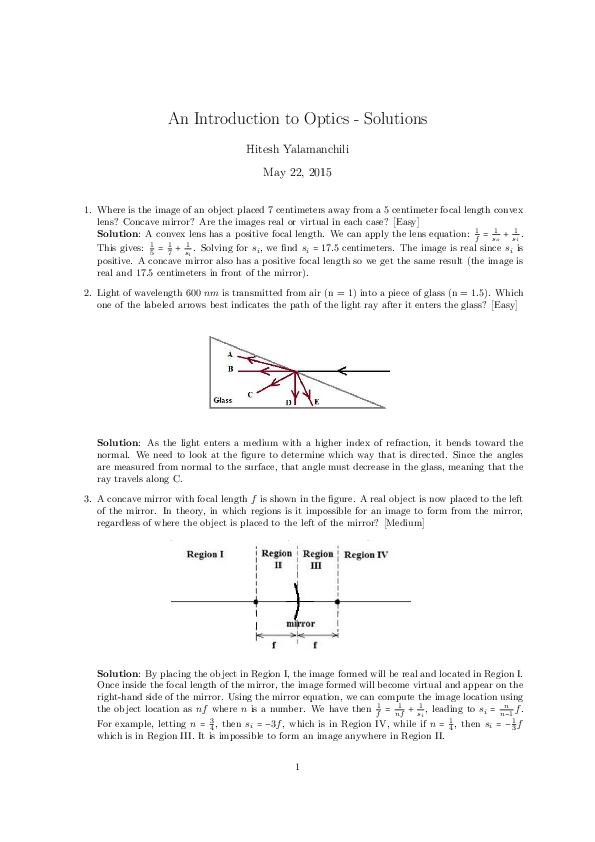 An Introduction to Optics - Solutions
Hitesh Yalamanchili
May 22, 2015
1. Where is the image of an object placed 7 centimeters away from a 5 centimeter focal length convex
lens? Concave mirror? Are the images real or virtual in each case? [Easy]
Solution: A convex lens has a positive focal length. We can apply the lens equation: 1/f = 1/s_o + 1/s_i.
This gives: 1/5 = 1/7 + 1/s_i. Solving for s_i, we find s_i = 17.5 centimeters. The image is real since s_i is
positive. A concave mirror also has a positive focal length so we get the same result (the image is
real and 17.5 centimeters in front of the mirror).
2. Light of wavelength 600 nm is transmitted from air (n = 1) into a piece of glass (n = 1.5). Which
one of the labeled arrows best indicates the path of the light ray after it enters the glass? [Easy]
A
B
C
D E
Glass
Solution: As the light enters a medium with a higher index of refraction, it bends toward the
normal. We need to look at the figure to determine which way that is directed. Since the angles
are measured from normal to the surface, that angle must decrease in the glass, meaning that the
ray travels along C.
3. A concave mirror with focal length f is shown in the figure. A real object is now placed to the left
of the mirror. In theory, in which regions is it impossible for an image to form from the mirror,
regardless of where the object is placed to the left of the mirror? [Medium]
Region I Region II Region III Region IV
mirror
f f
Solution: By placing the object in Region I, the image formed will be real and located in Region I.
Once inside the focal length of the mirror, the image formed will become virtual and appear on the
right-hand side of the mirror. Using the mirror equation, we can compute the image location using
the object location as nf where n is a number. We have then 1/f = 1/nf + 1/s_i, leading to s_i = n/(n-1) f.
For example, letting n = 3/4, then s_i = -3f, which is in Region IV, while if n = 1/4, then s_i = -1/3 f
which is in Region III. It is impossible to form an image anywhere in Region II.
1